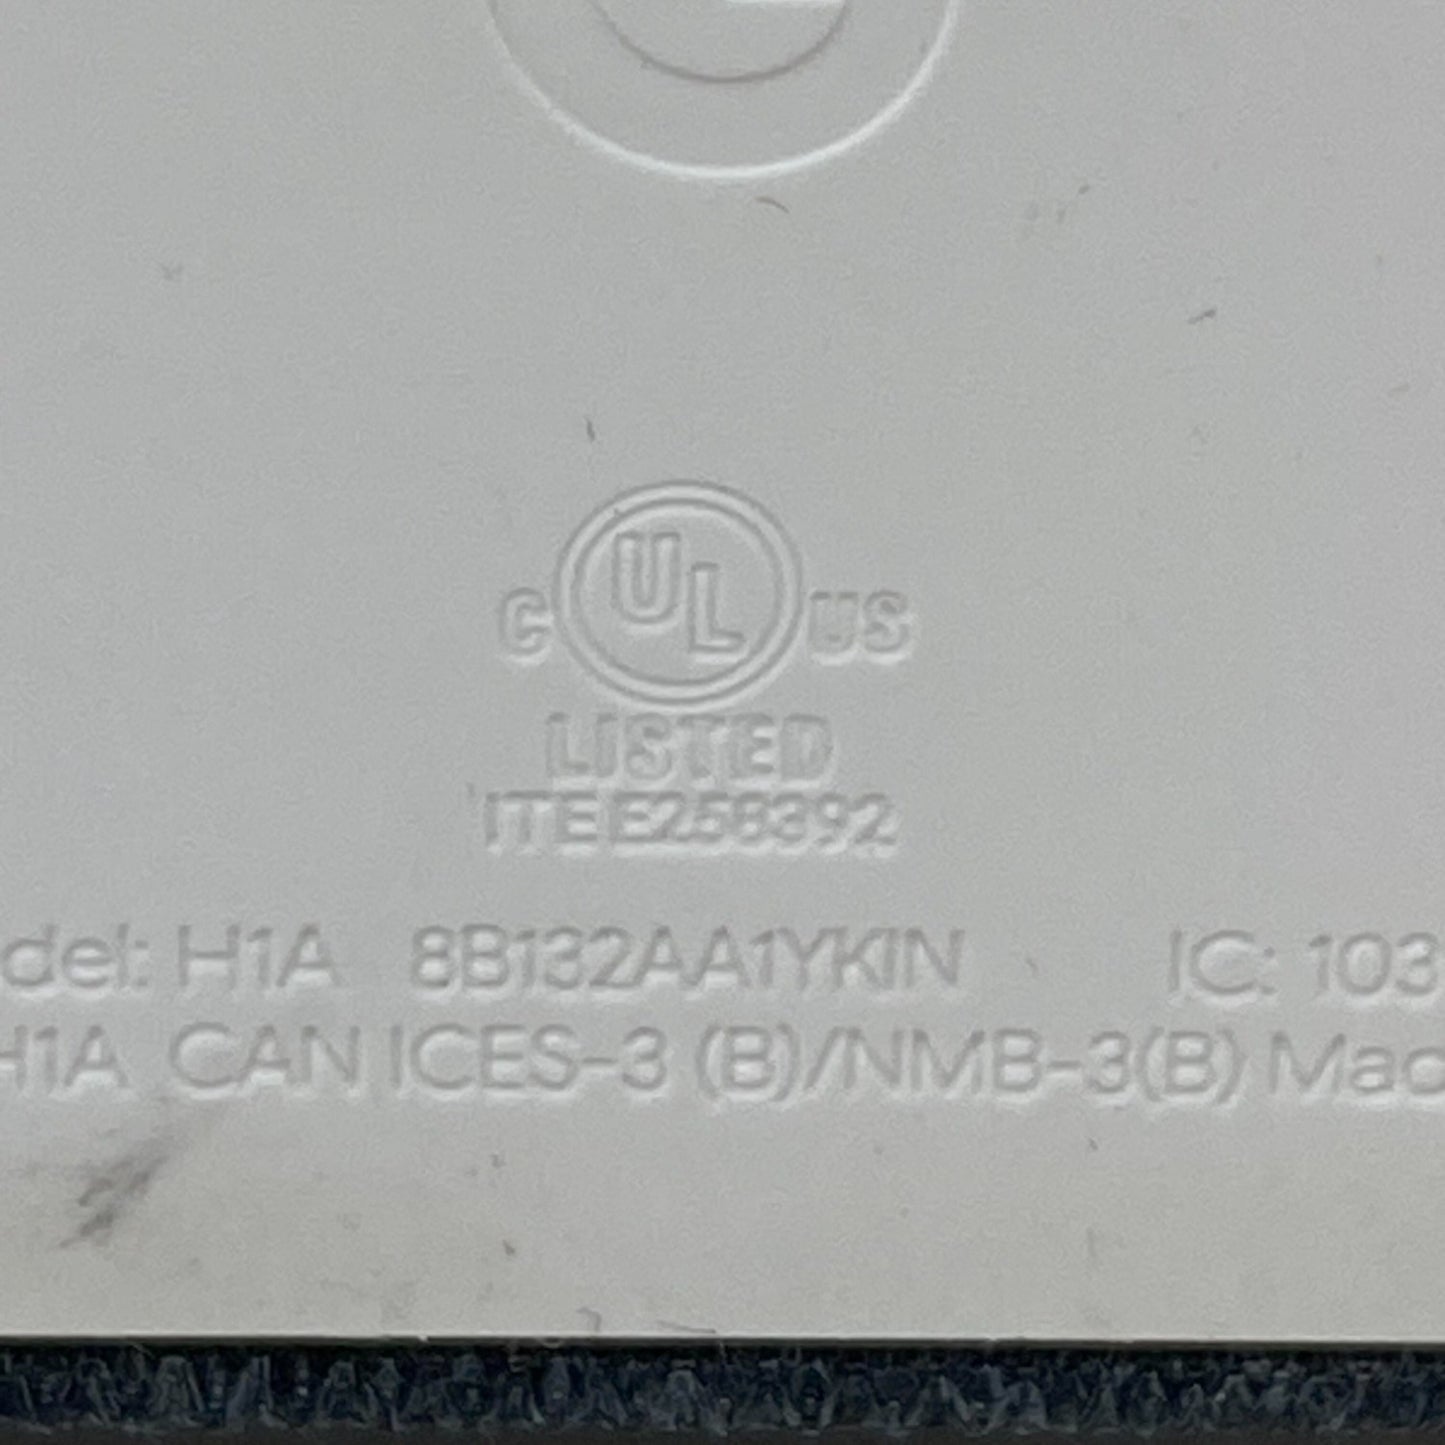 C UL US
LISTED
ITE E258392
del: H1A 8B132AA1YKIN IC: 103
H1A CAN ICES-3 (B)/NMB-3(B) Mad